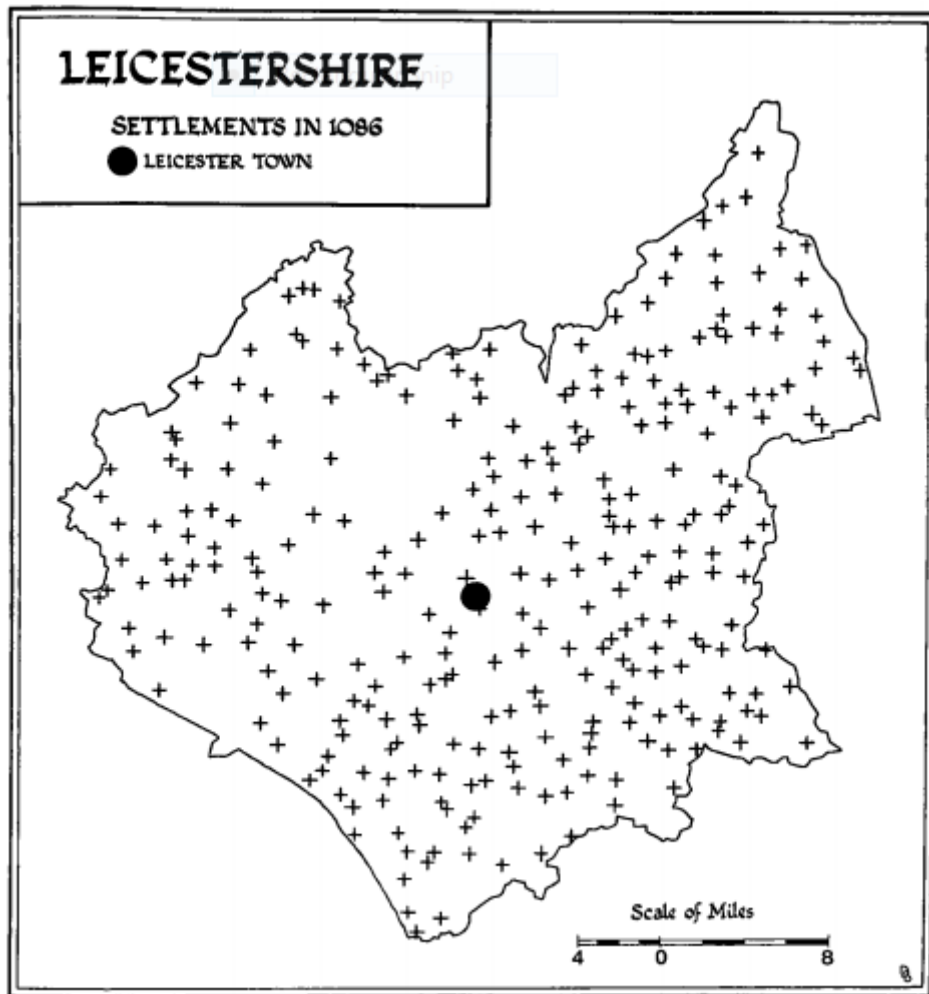 LEICESTERSHIRE
SETTLEMENTS IN 1086
LEICESTER TOWN
Scale of Miles
4 0 8